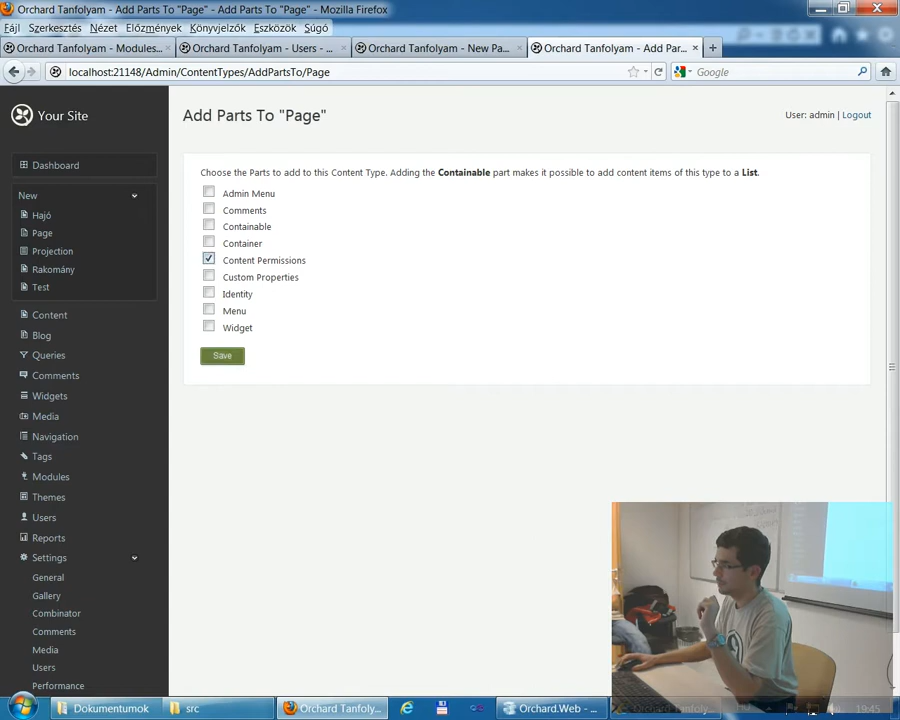 Orchard Tanfolyam - Add Parts To "Page" - Add Parts To "Page" - Mozilla Firefox
Fájl Szerkesztés Nézet Előzmények Könyvjelzők Eszközök Súgó
Orchard Tanfolyam - Modules... × Orchard Tanfolyam - Users - ... × Orchard Tanfolyam - New Pa... × Orchard Tanfolyam - Add Par... × +
localhost:21148/Admin/ContentTypes/AddPartsTo/Page Google
Your Site
Add Parts To "Page"
User: admin | Logout
Dashboard
New
Hajó
Page
Projection
Rakomány
Test
Content
Blog
Queries
Comments
Widgets
Media
Navigation
Tags
Modules
Themes
Users
Reports
Settings
General
Gallery
Combinator
Comments
Media
Users
Performance
Choose the Parts to add to this Content Type. Adding the Containable part makes it possible to add content items of this type to a List.
Admin Menu
Comments
Containable
Container
Content Permissions
Custom Properties
Identity
Menu
Widget
Save
Dokumentumok src Orchard Tanfoly... Orchard.Web - ... 19:45